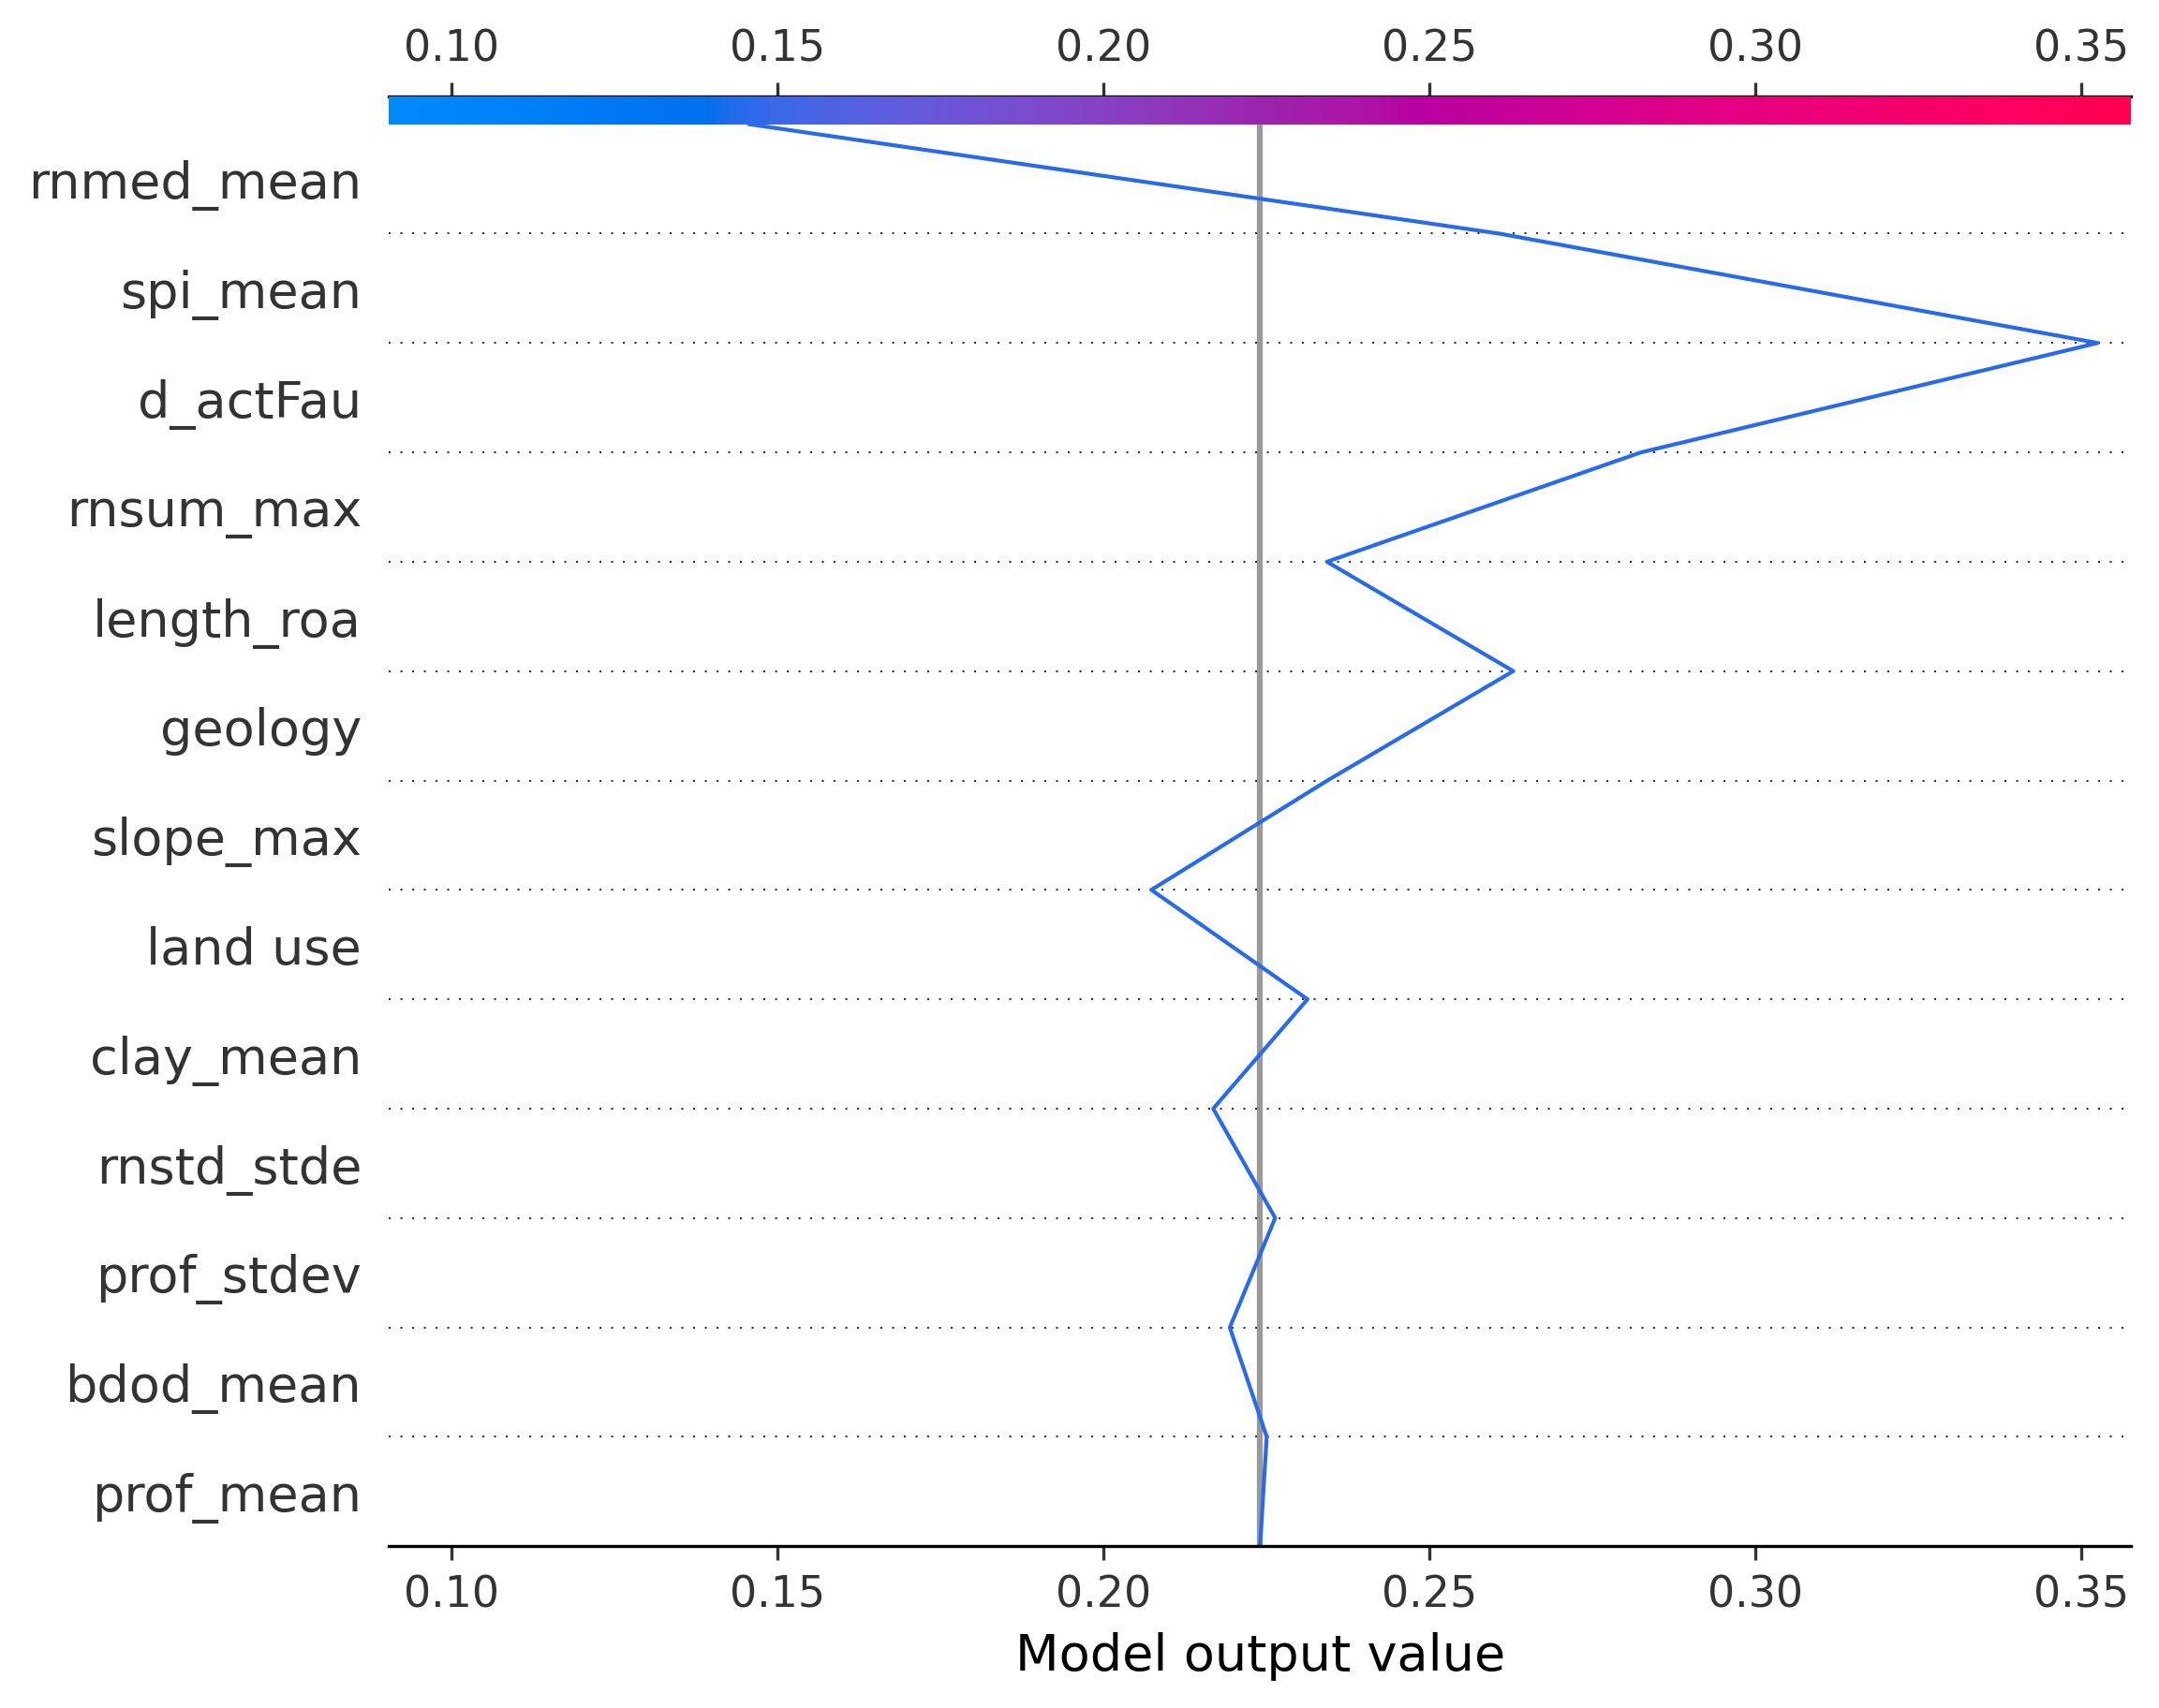 0.10 0.15 0.20 0.25 0.30 0.35
rnmed_mean
spi_mean
d_actFau
rnsum_max
length_roa
geology
slope_max
land use
clay_mean
rnstd_stde
prof_stdev
bdod_mean
prof_mean
0.10 0.15 0.20 0.25 0.30 0.35
Model output value